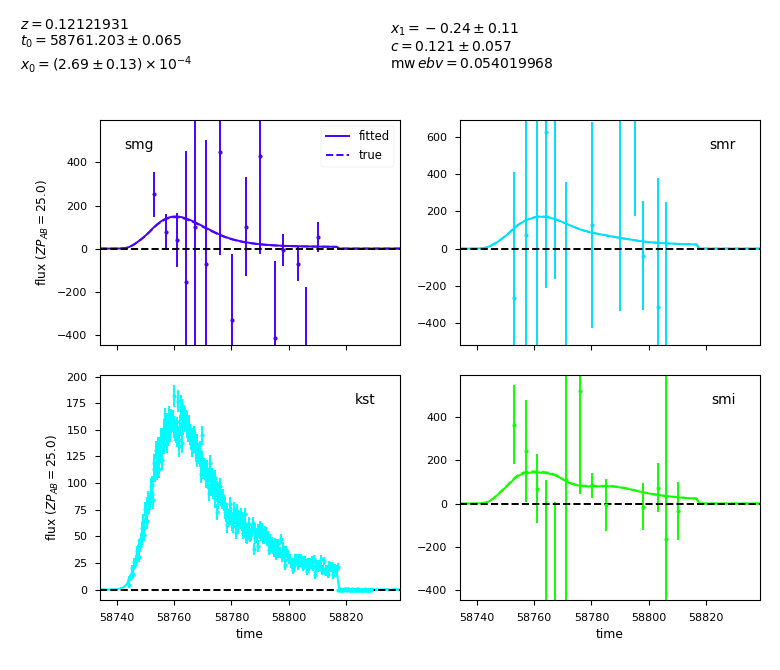 z = 0.12121931
t₀ = 58761.203 ± 0.065
x₀ = (2.69 ± 0.13) × 10⁻⁴
x₁ = −0.24 ± 0.11
c = 0.121 ± 0.057
mw ebv = 0.054019968
smg
fitted
true
400
200
0
−200
−400
flux (ZP_AB = 25.0)
smr
600
400
200
0
−200
−400
kst
200
175
150
125
100
75
50
25
0
flux (ZP_AB = 25.0)
58740 58760 58780 58800 58820
time
smi
400
200
0
−200
−400
58740 58760 58780 58800 58820
time